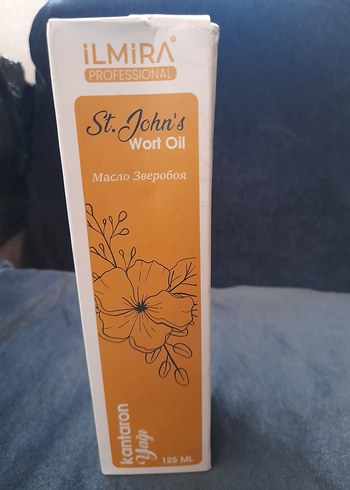 iLMiRA®
PROFESSIONAL
St. John's
Wort Oil
Масло Зверобоя
kantaron
Yağı
125 ML